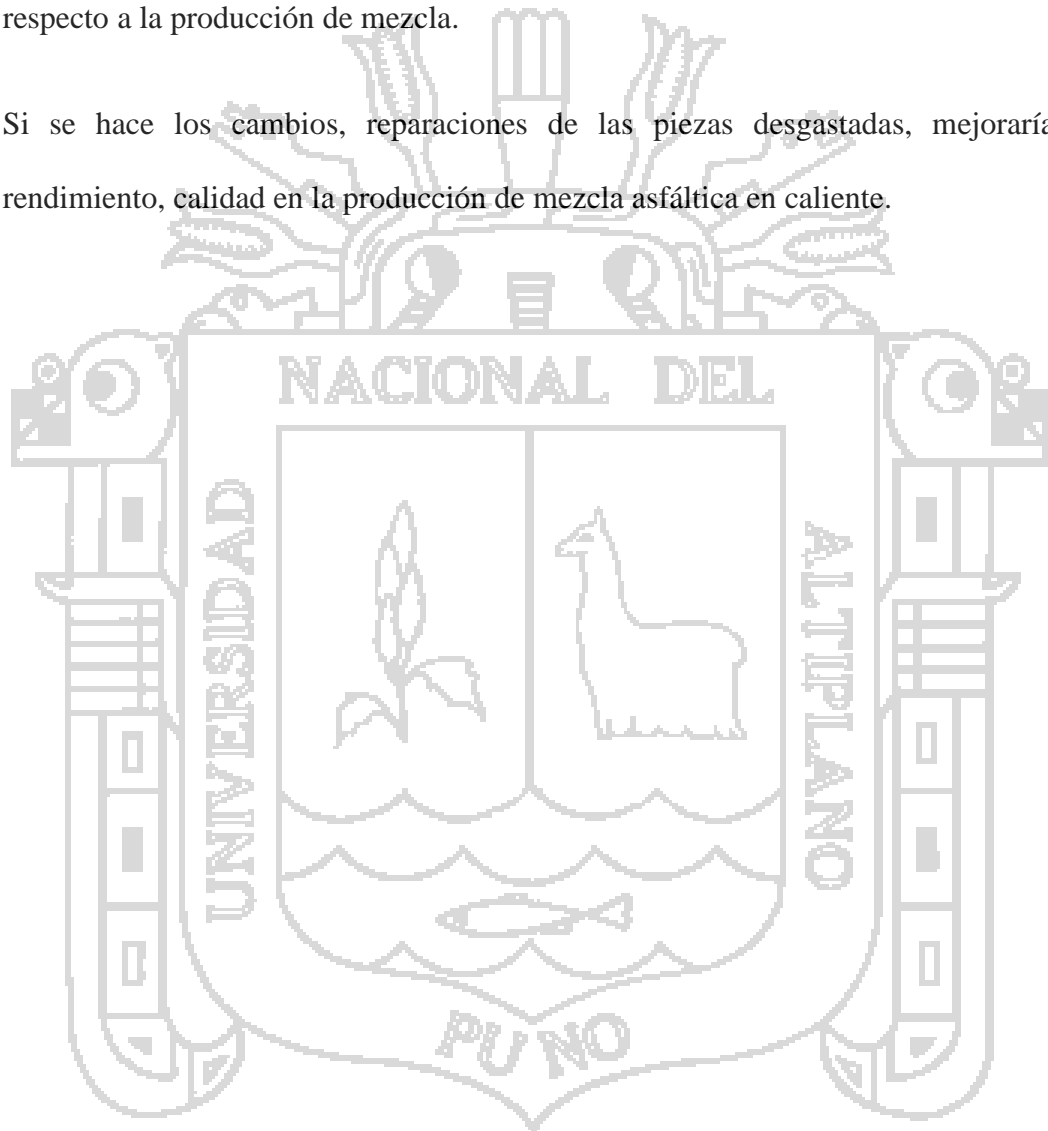 respecto a la producción de mezcla.
Si se hace los cambios, reparaciones de las piezas desgastadas, mejoraría
rendimiento, calidad en la producción de mezcla asfáltica en caliente.
NACIONAL DEL
UNIVERSIDAD
ALTIPLANO
PUNO